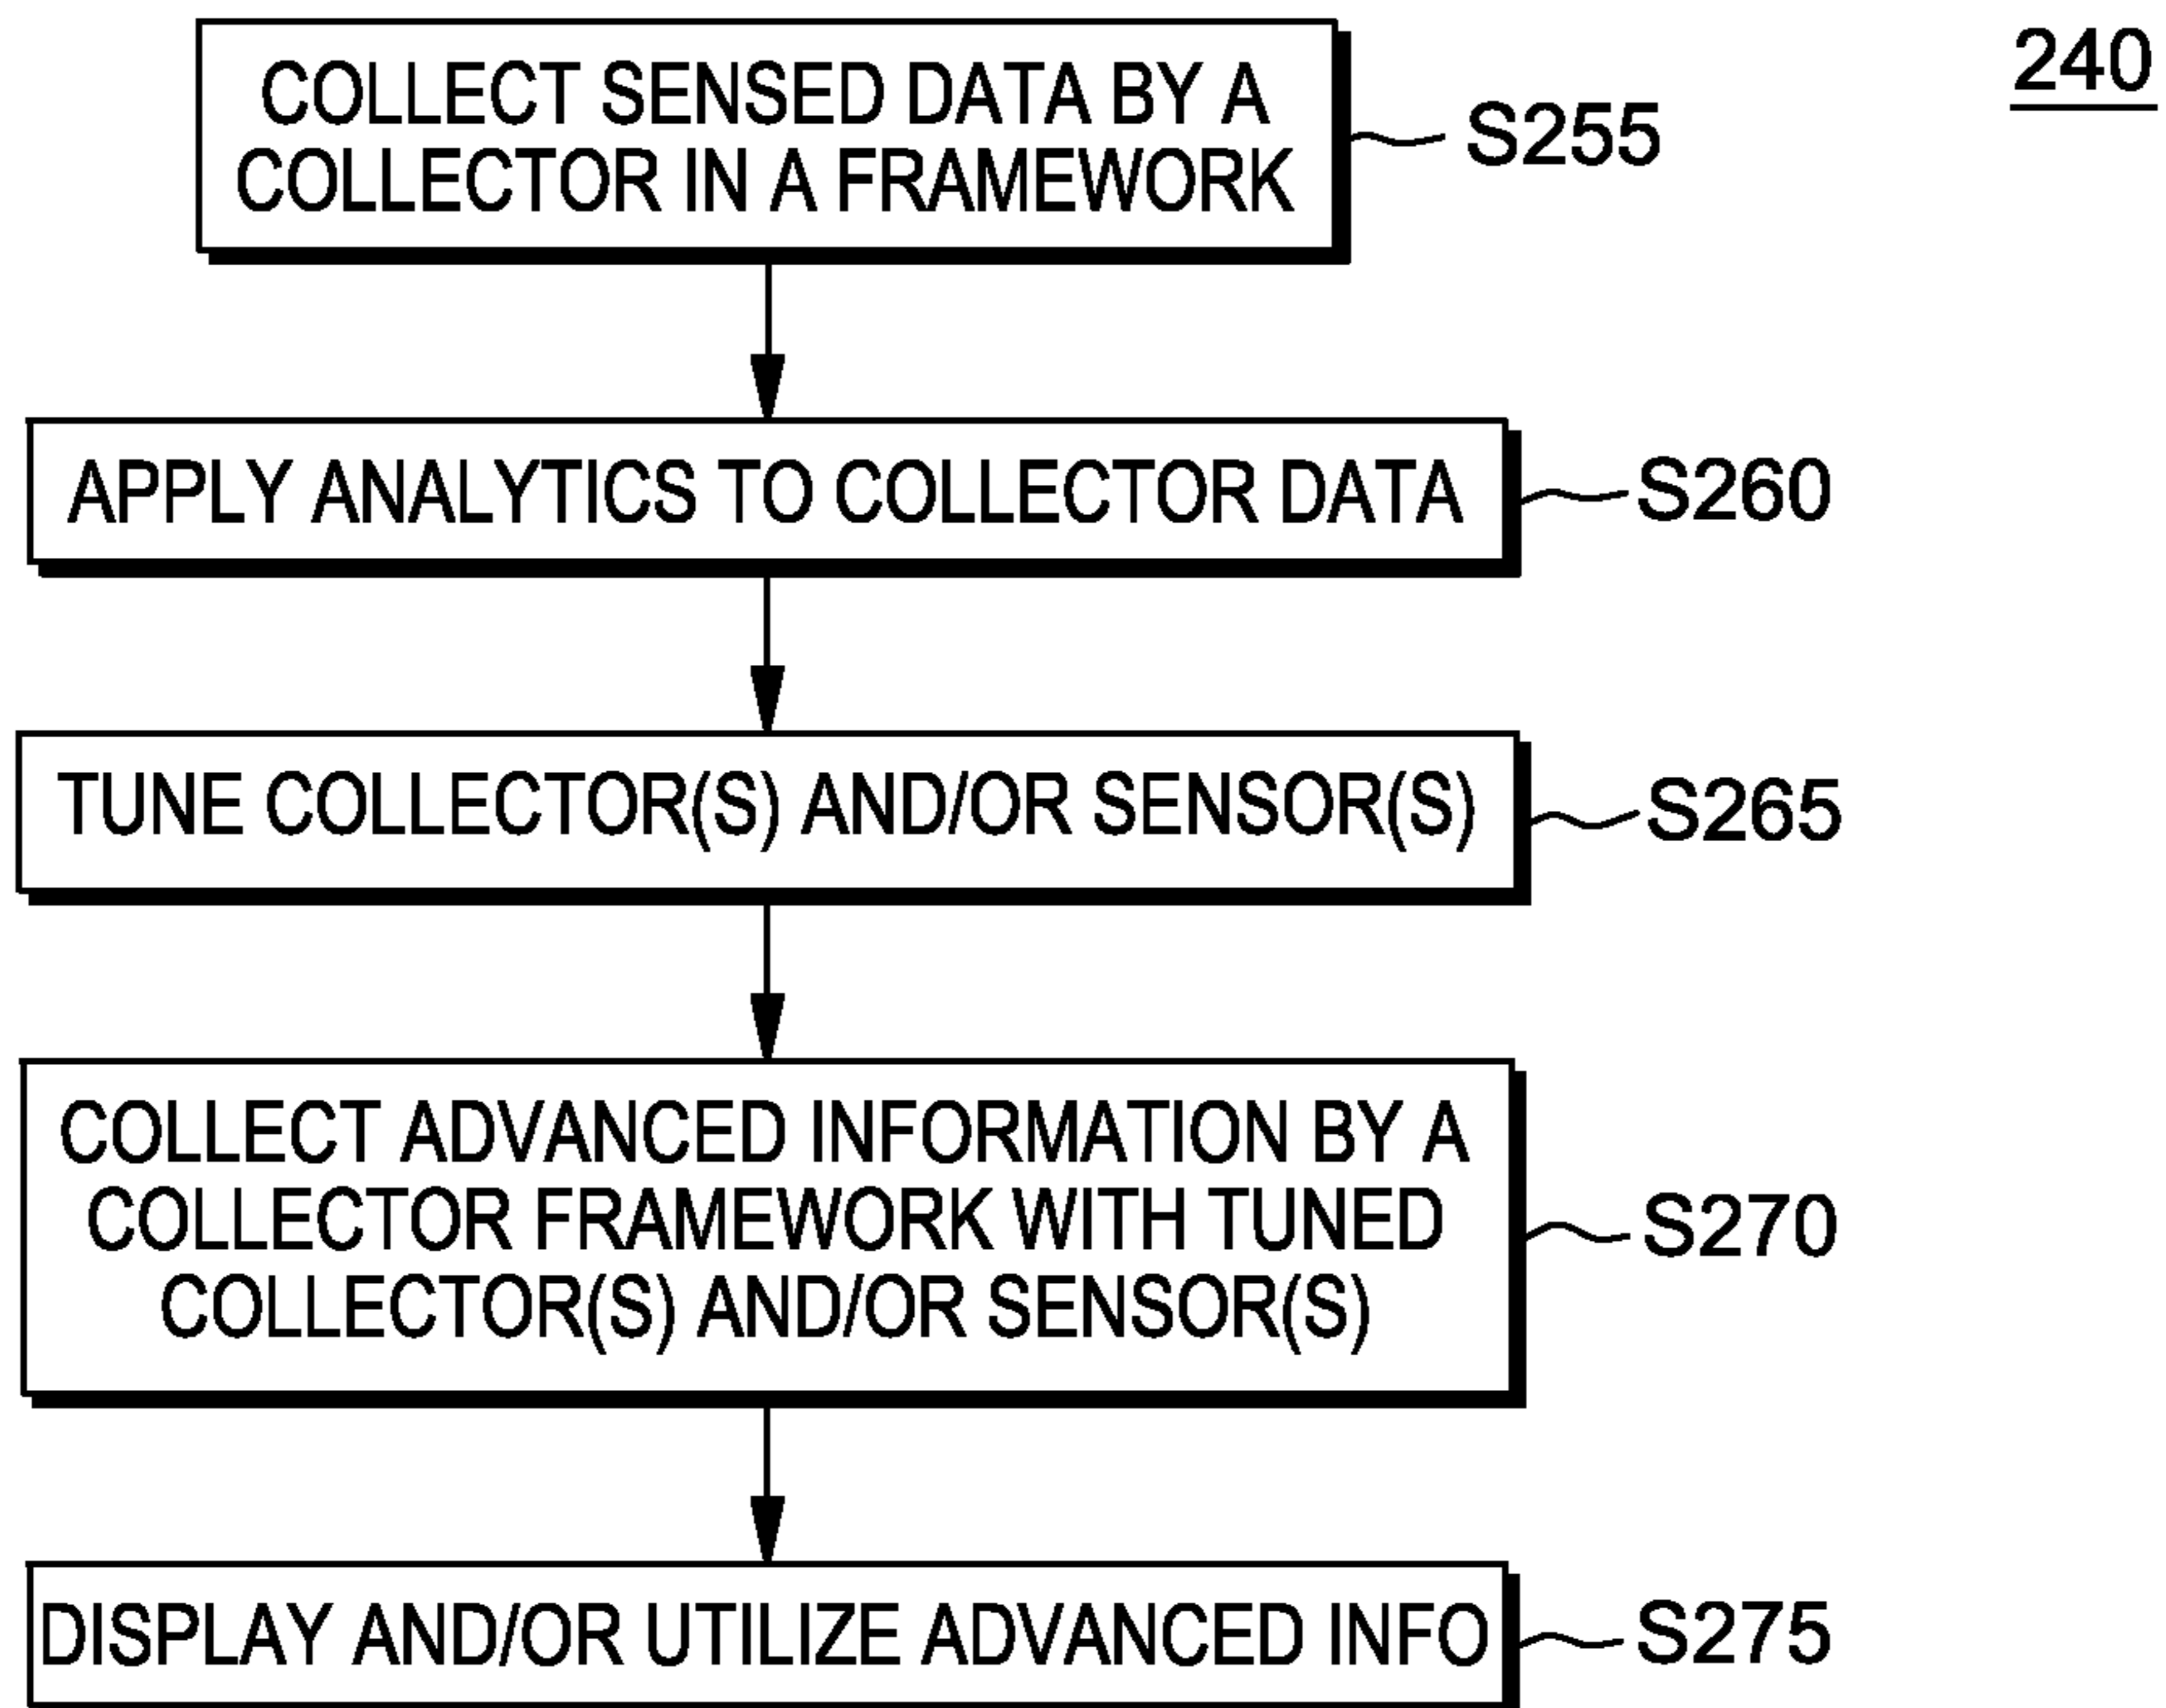 240
COLLECT SENSED DATA BY A
COLLECTOR IN A FRAMEWORK
S255
APPLY ANALYTICS TO COLLECTOR DATA
S260
TUNE COLLECTOR(S) AND/OR SENSOR(S)
S265
COLLECT ADVANCED INFORMATION BY A
COLLECTOR FRAMEWORK WITH TUNED
COLLECTOR(S) AND/OR SENSOR(S)
S270
DISPLAY AND/OR UTILIZE ADVANCED INFO
S275